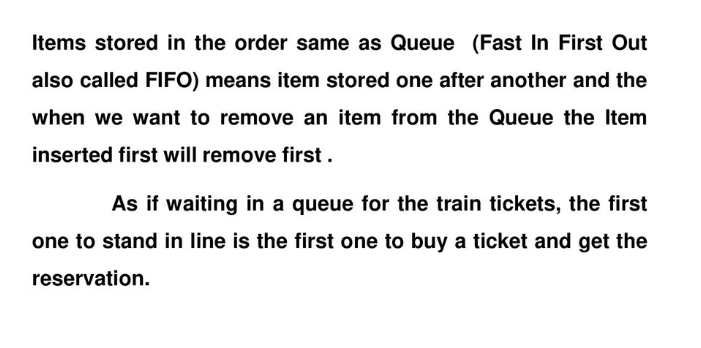 Items stored in the order same as Queue (Fast In First Out
also called FIFO) means item stored one after another and the
when we want to remove an item from the Queue the Item
inserted first will remove first .
As if waiting in a queue for the train tickets, the first
one to stand in line is the first one to buy a ticket and get the
reservation.